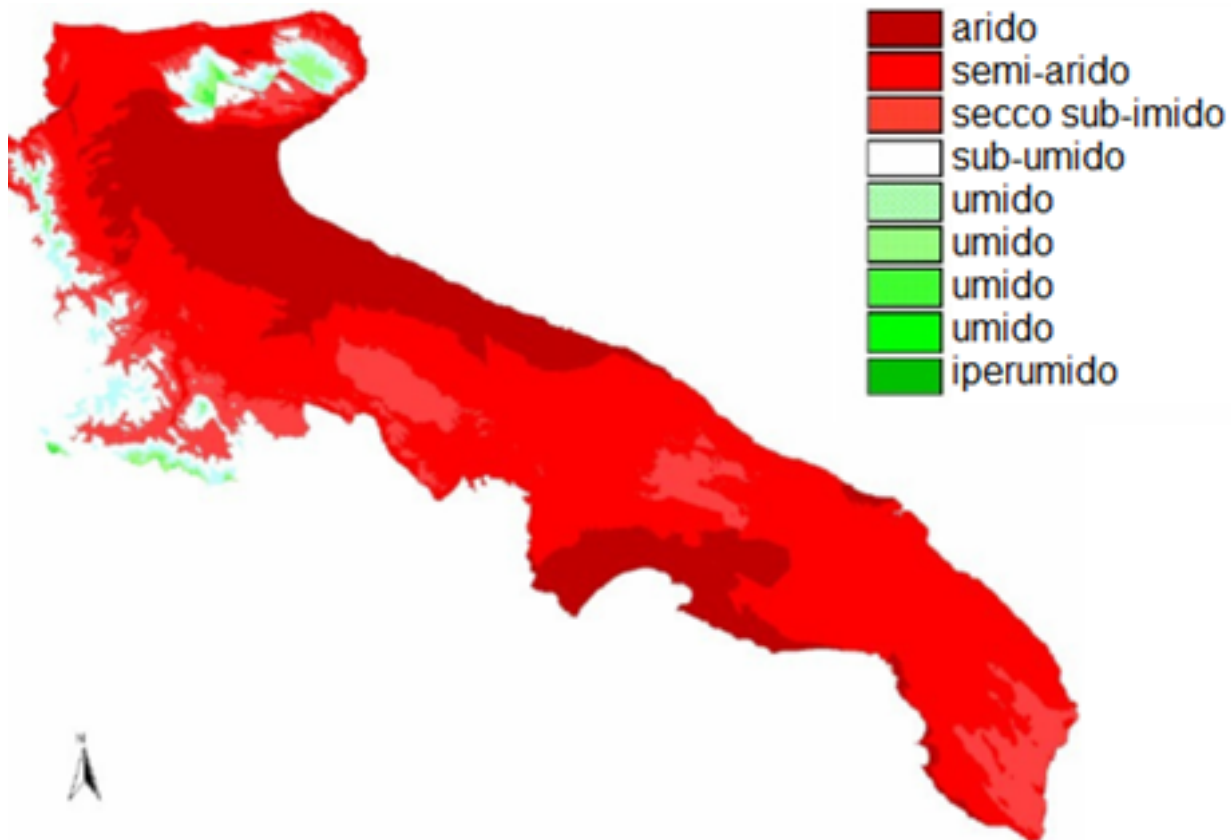 arido
semi-arido
secco sub-imido
sub-umido
umido
umido
umido
umido
iperumido
N